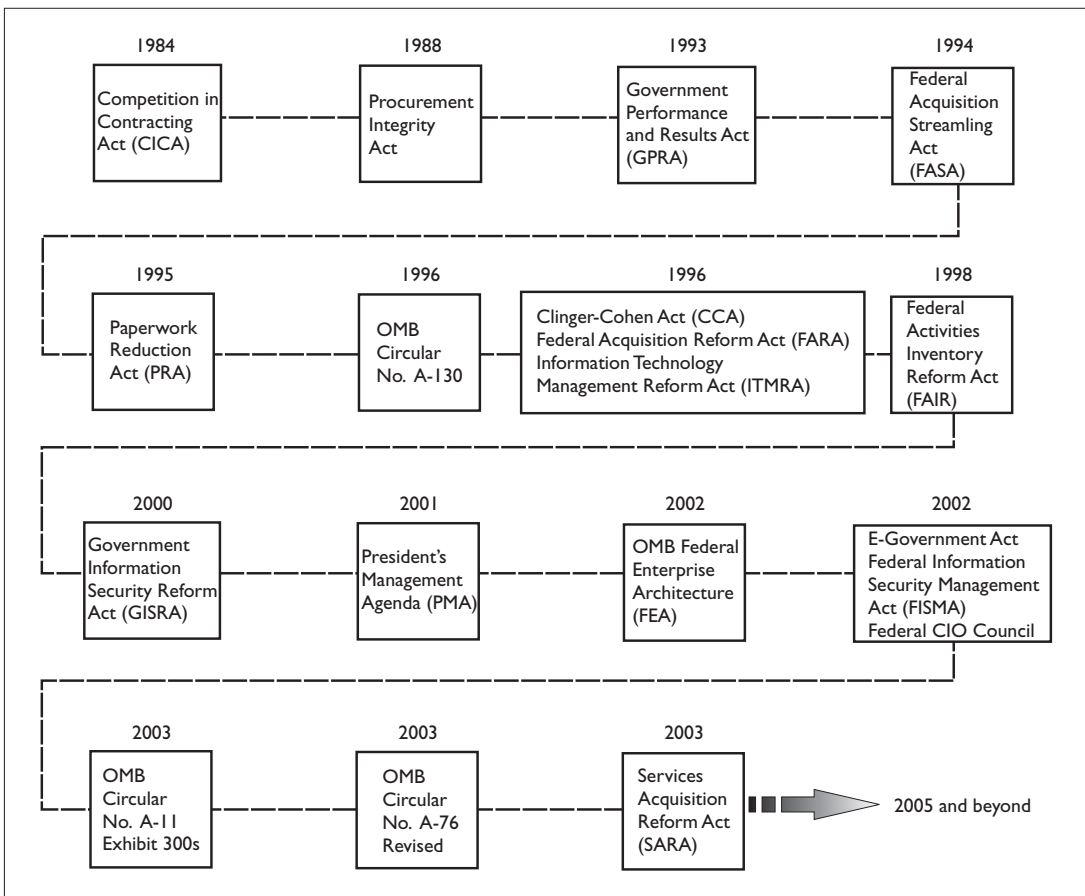 1984
Competition in
Contracting
Act (CICA)
1988
Procurement
Integrity
Act
1993
Government
Performance
and Results Act
(GPRA)
1994
Federal
Acquisition
Streamling
Act
(FASA)
1995
Paperwork
Reduction
Act (PRA)
1996
OMB
Circular
No. A-130
1996
Clinger-Cohen Act (CCA)
Federal Acquisition Reform Act (FARA)
Information Technology
Management Reform Act (ITMRA)
1998
Federal
Activities
Inventory
Reform Act
(FAIR)
2000
Government
Information
Security Reform
Act (GISRA)
2001
President's
Management
Agenda (PMA)
2002
OMB Federal
Enterprise
Architecture
(FEA)
2002
E-Government Act
Federal Information
Security Management
Act (FISMA)
Federal CIO Council
2003
OMB
Circular
No. A-11
Exhibit 300s
2003
OMB
Circular
No. A-76
Revised
2003
Services
Acquisition
Reform Act
(SARA)
2005 and beyond